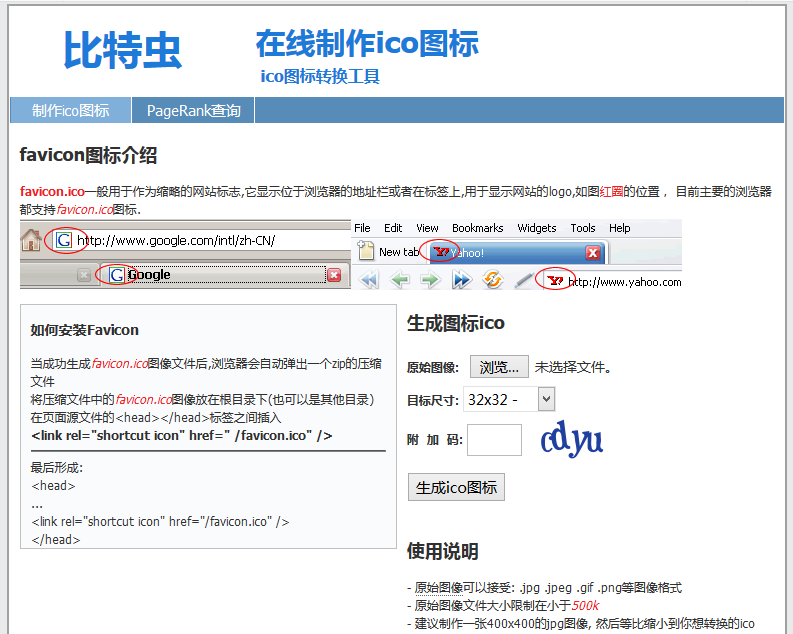 比特虫
在线制作ico图标
ico图标转换工具
制作ico图标 PageRank查询
favicon图标介绍
favicon.ico一般用于作为缩略的网站标志,它显示位于浏览器的地址栏或者在标签上,用于显示网站的logo,如图红圈的位置， 目前主要的浏览器
都支持favicon.ico图标.
G http://www.google.com/intl/zh-CN/
G Google
File Edit View Bookmarks Widgets Tools Help
New tab Y! Yahoo!
Y! http://www.yahoo.com
如何安装Favicon
当成功生成favicon.ico图像文件后,浏览器会自动弹出一个zip的压缩
文件
将压缩文件中的favicon.ico图像放在根目录下(也可以是其他目录)
在页面源文件的<head></head>标签之间插入
<link rel="shortcut icon" href=" /favicon.ico" />
最后形成:
<head>
...
<link rel="shortcut icon" href="/favicon.ico" />
</head>
生成图标ico
原始图像: 浏览... 未选择文件。
目标尺寸: 32x32 -
附 加 码: cdyu
生成ico图标
使用说明
- 原始图像可以接受: .jpg .jpeg .gif .png等图像格式
- 原始图像文件大小限制在小于500k
- 建议制作一张400x400的jpg图像, 然后等比缩小到你想转换的ico